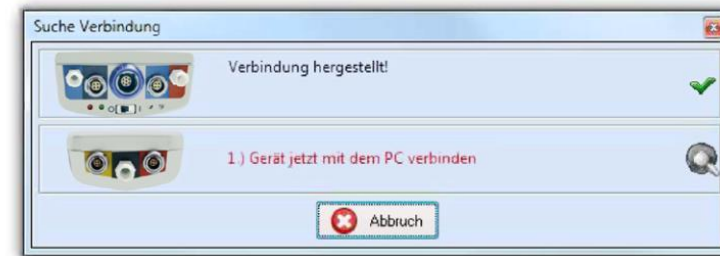 Suche Verbindung
Verbindung hergestellt!
1.) Gerät jetzt mit dem PC verbinden
Abbruch